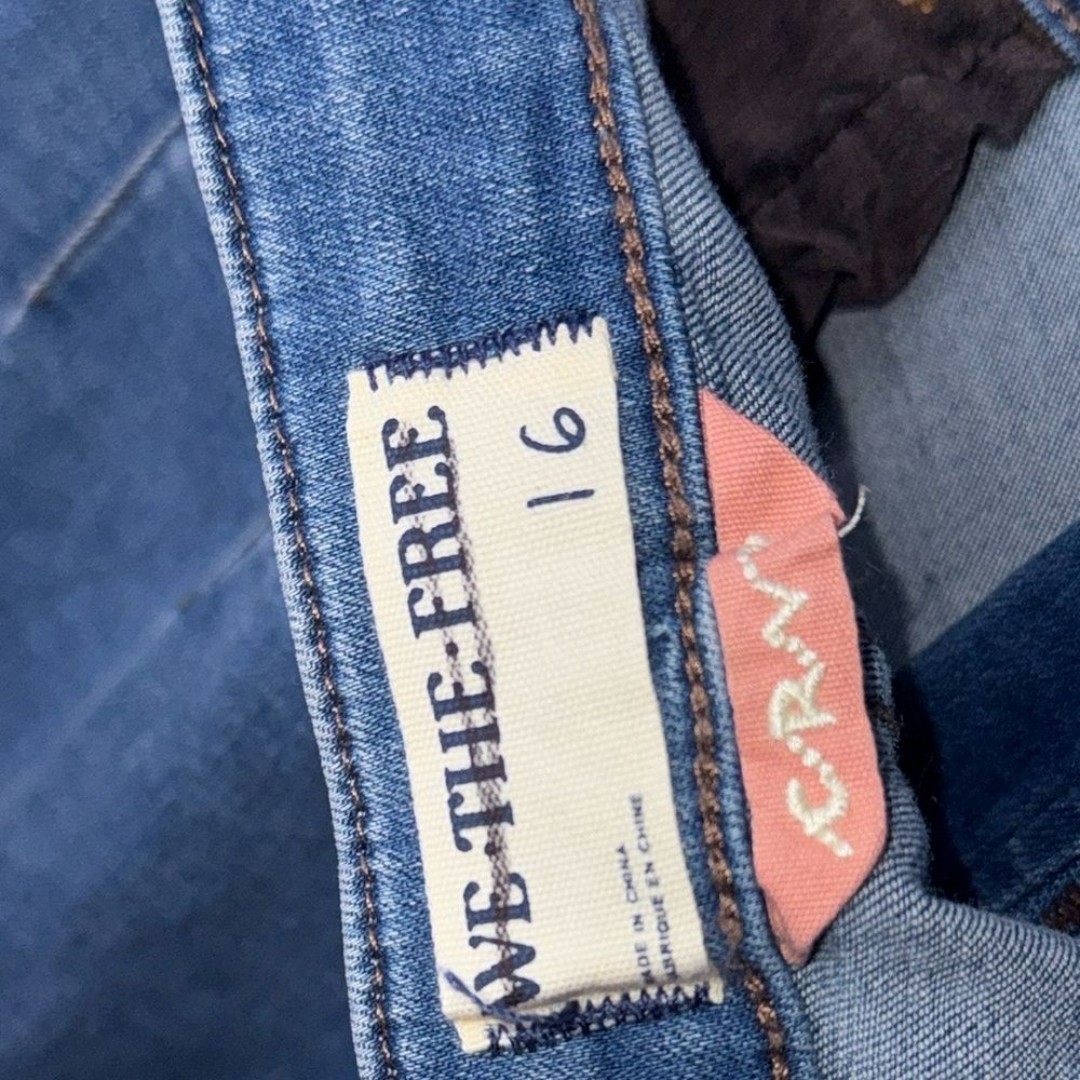 WE·THE·FREE
16
MADE IN CHINA
FABRIQUE EN CHINE
CRW